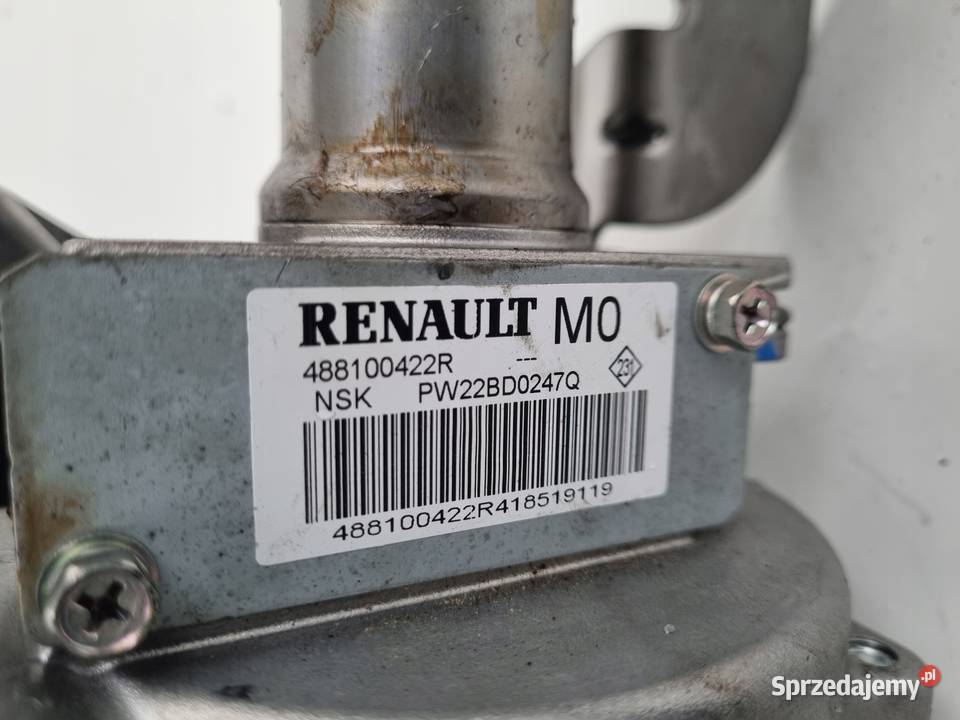 RENAULT M0
488100422R ---
NSK PW22BD0247Q 231
488100422R418519119
Sprzedajemy.pl